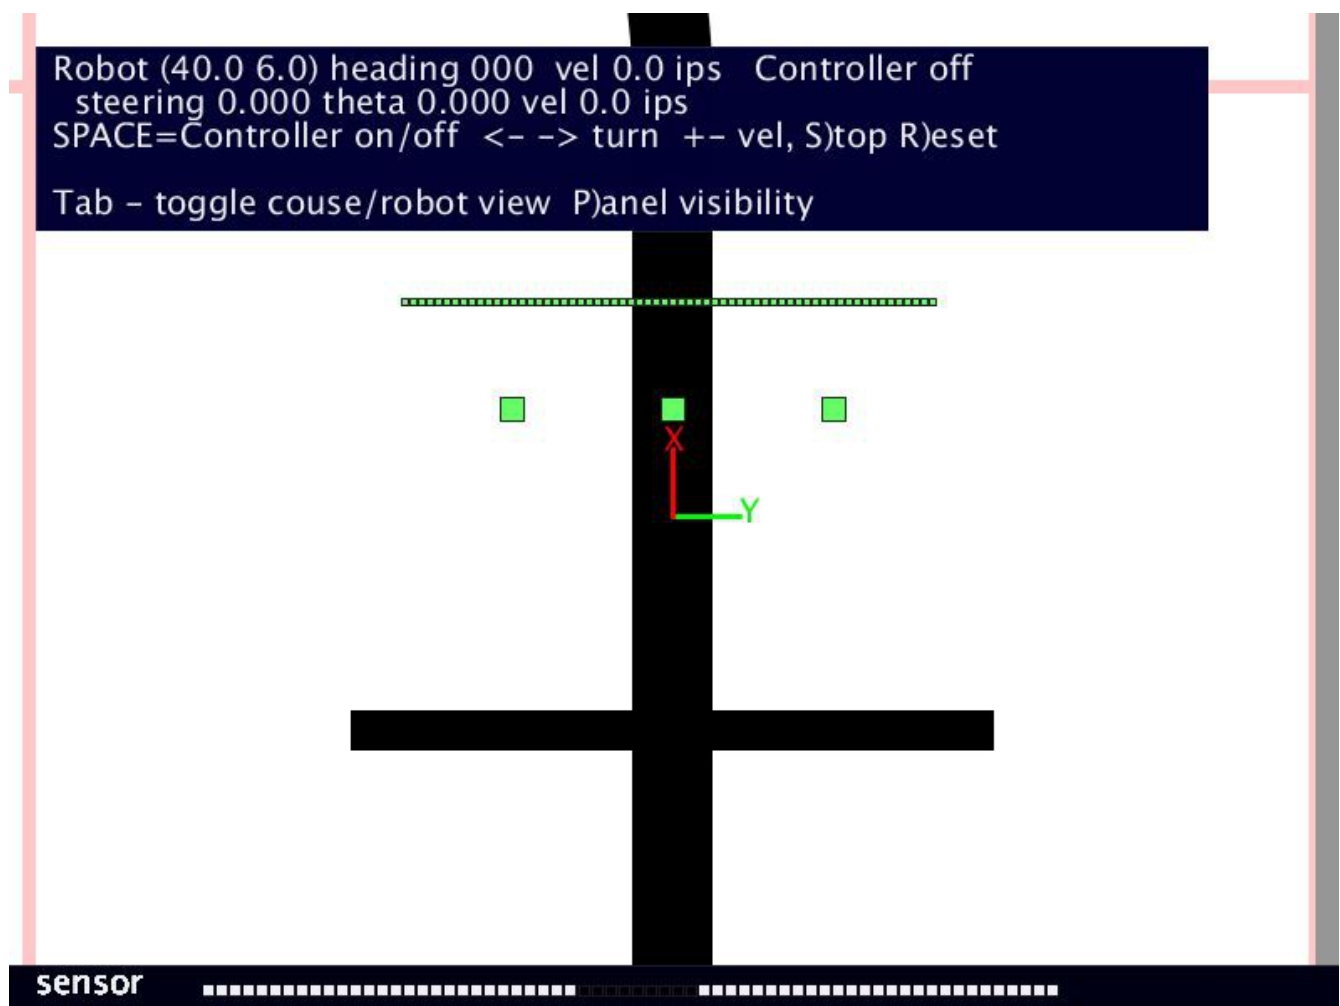 Robot (40.0 6.0) heading 000 vel 0.0 ips Controller off
steering 0.000 theta 0.000 vel 0.0 ips
SPACE=Controller on/off <- -> turn +- vel, S)top R)eset
Tab - toggle couse/robot view P)anel visibility
X
Y
sensor